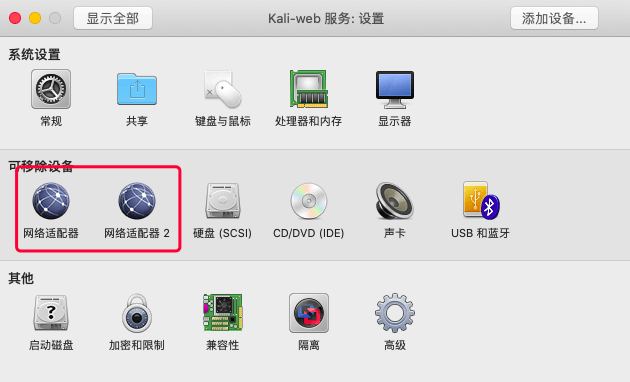 显示全部
Kali-web 服务: 设置
添加设备...
系统设置
常规
共享
键盘与鼠标
处理器和内存
显示器
可移除设备
网络适配器
网络适配器 2
硬盘 (SCSI)
CD/DVD (IDE)
声卡
USB 和蓝牙
其他
启动磁盘
加密和限制
兼容性
隔离
高级